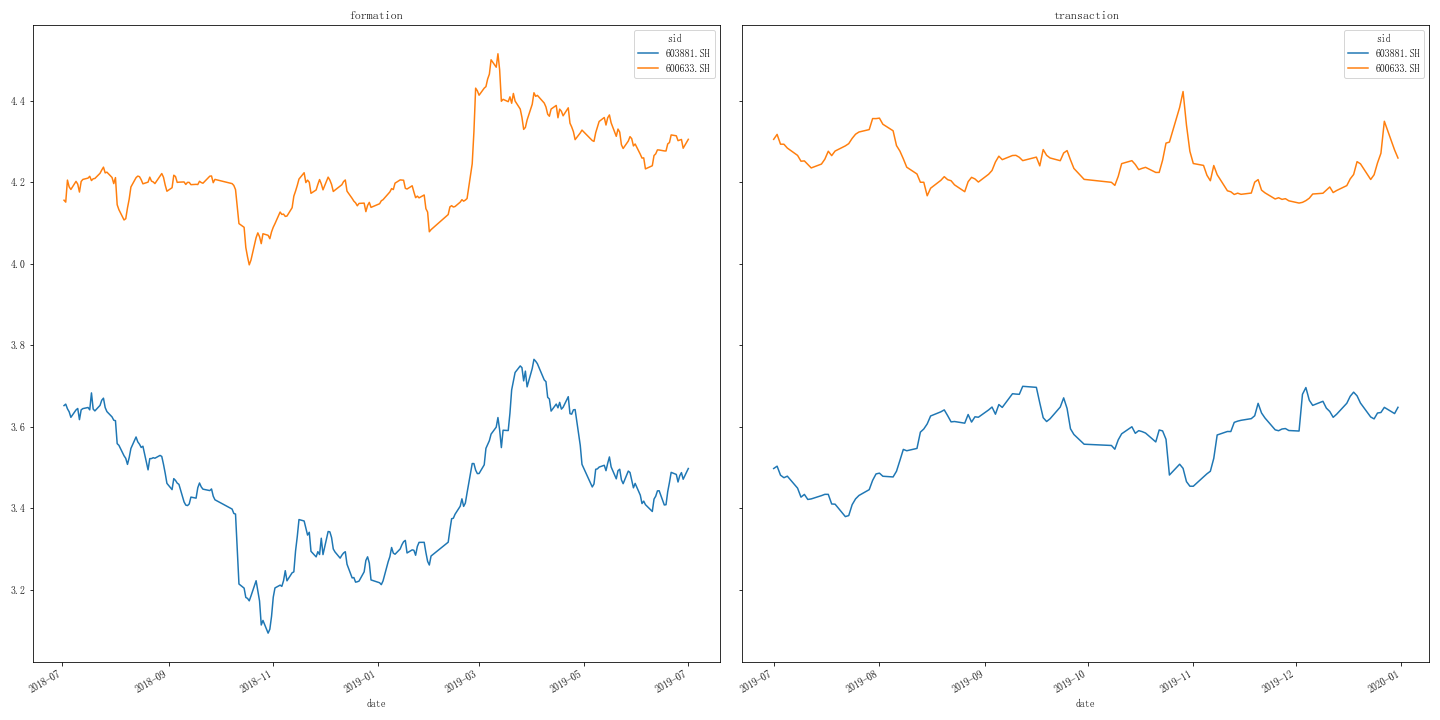 formation
sid
603881.SH
600633.SH
4.4
4.2
4.0
3.8
3.6
3.4
3.2
2018-07
2018-09
2018-11
2019-01
2019-03
2019-05
2019-07
date
transaction
sid
603881.SH
600633.SH
2019-07
2019-08
2019-09
2019-10
2019-11
2019-12
2020-01
date